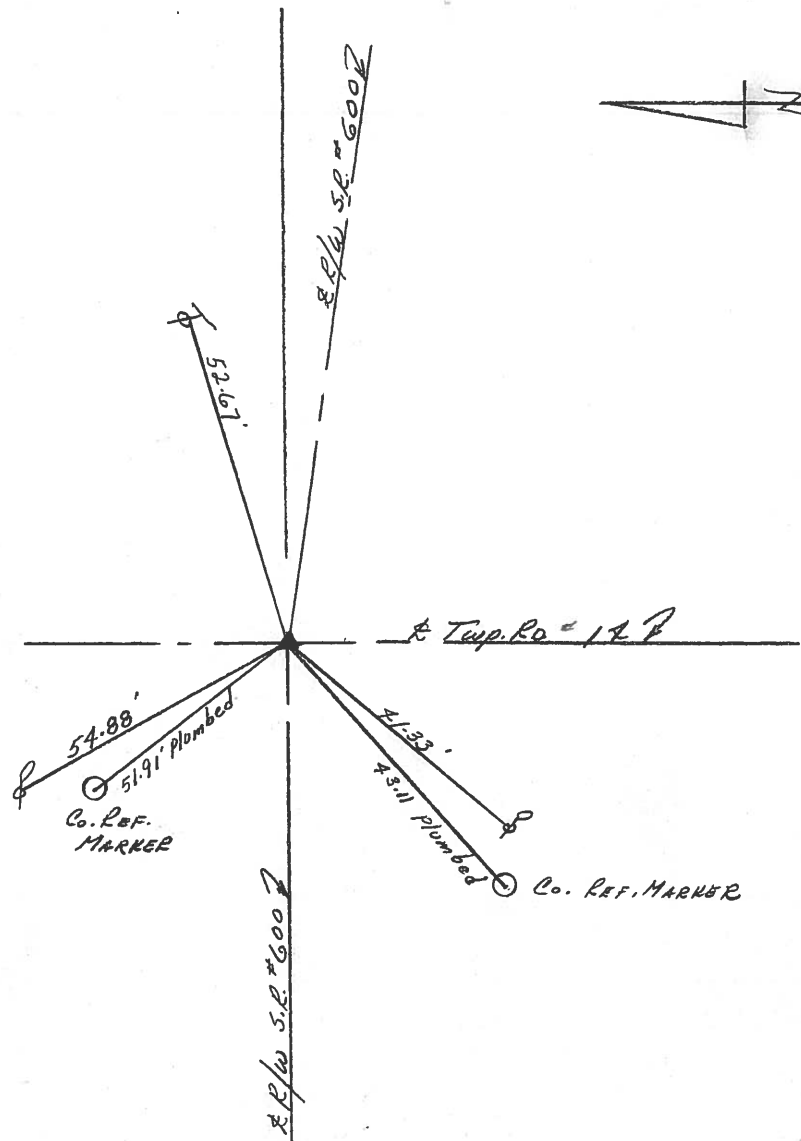 N
℄ R/W S.R. #600
52.67'
℄ Twp. Rd # 14
54.88'
51.91' Plumbed
Co. REF.
MARKER
41.33'
43.11 plumbed
Co. REF. MARKER
℄ R/W S.R. #600